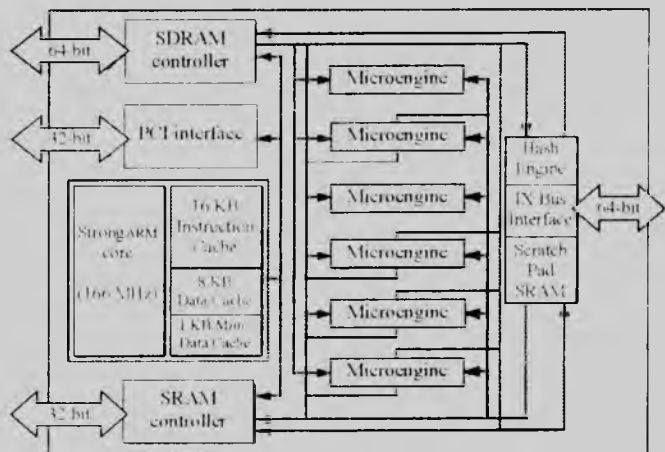 64-bit
SDRAM
controller
32-bit
PCI interface
StrongARM
core
(166 MHz)
16 KB
Instruction
Cache
8 KB
Data Cache
1 KB Mini
Data Cache
32-bit
SRAM
controller
Microengine
Microengine
Microengine
Microengine
Microengine
Microengine
Hash
Engine
IX Bus
Interface
Scratch
Pad
SRAM
64-bit